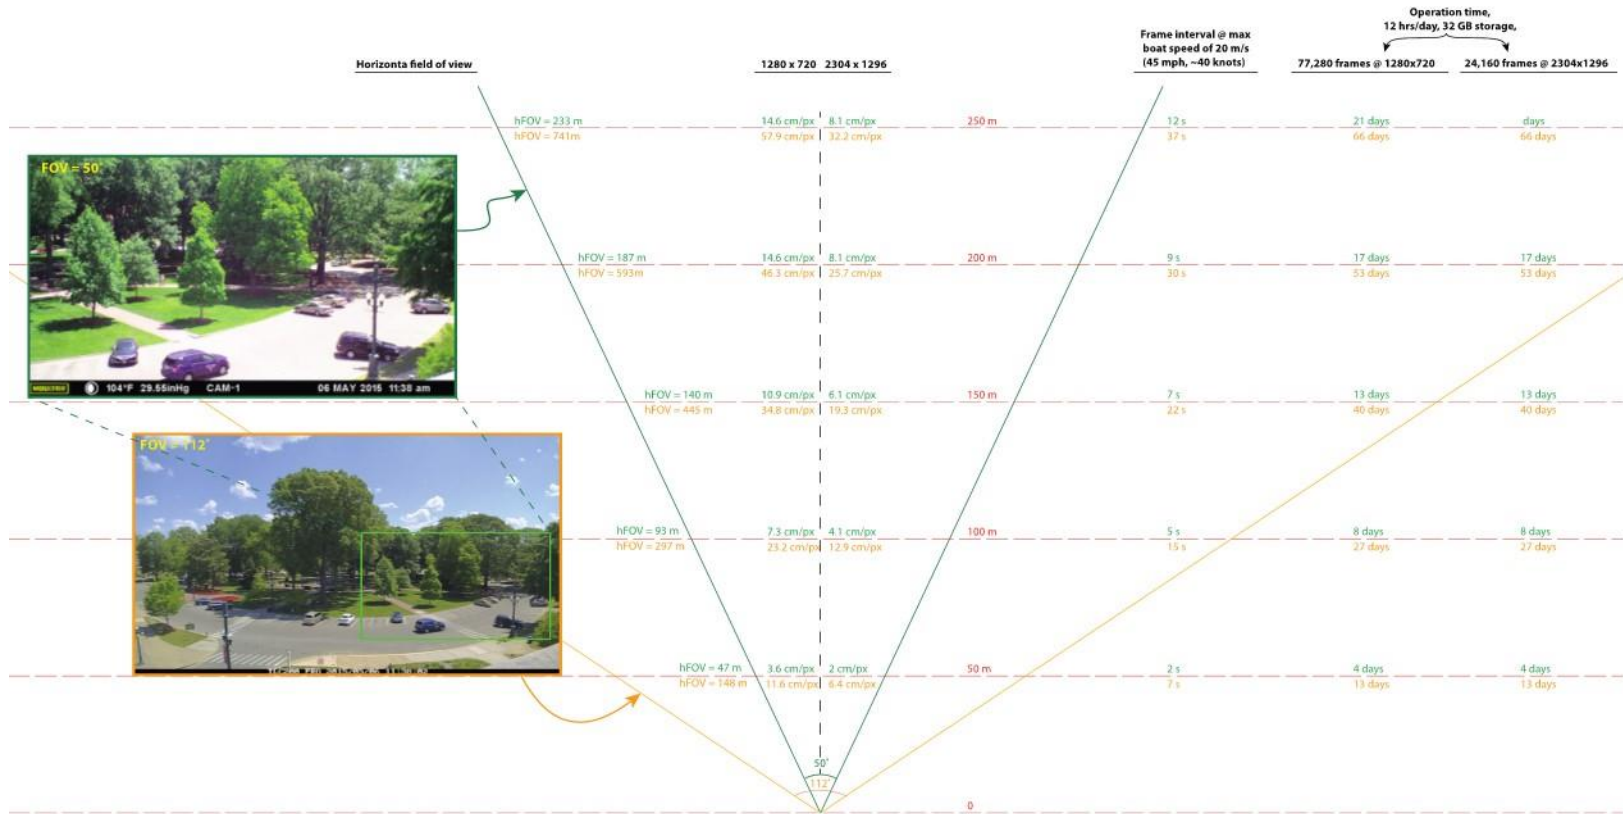 Operation time,
12 hrs/day, 32 GB storage,
Frame interval @ max
boat speed of 20 m/s
(45 mph, ~40 knots)
Horizonta field of view
1280 x 720 2304 x 1296
77,280 frames @ 1280x720
24,160 frames @ 2304x1296
hFOV = 233 m 14.6 cm/px 8.1 cm/px 250 m 12 s 21 days days
hFOV = 741m 57.9 cm/px 32.2 cm/px 37 s 66 days 66 days
FOV = 50°
hFOV = 187 m 14.6 cm/px 8.1 cm/px 200 m 9 s 17 days 17 days
hFOV = 593m 46.3 cm/px 25.7 cm/px 30 s 53 days 53 days
104°F 29.55inHg CAM-1 06 MAY 2015 11:38 am
hFOV = 140 m 10.9 cm/px 6.1 cm/px 150 m 7 s 13 days 13 days
hFOV = 445 m 34.8 cm/px 19.3 cm/px 22 s 40 days 40 days
FOV = 112°
hFOV = 93 m 7.3 cm/px 4.1 cm/px 100 m 5 s 8 days 8 days
hFOV = 297 m 23.2 cm/px 12.9 cm/px 15 s 27 days 27 days
hFOV = 47 m 3.6 cm/px 2 cm/px 50 m 2 s 4 days 4 days
hFOV = 148 m 11.6 cm/px 6.4 cm/px 7 s 13 days 13 days
50°
112°
0